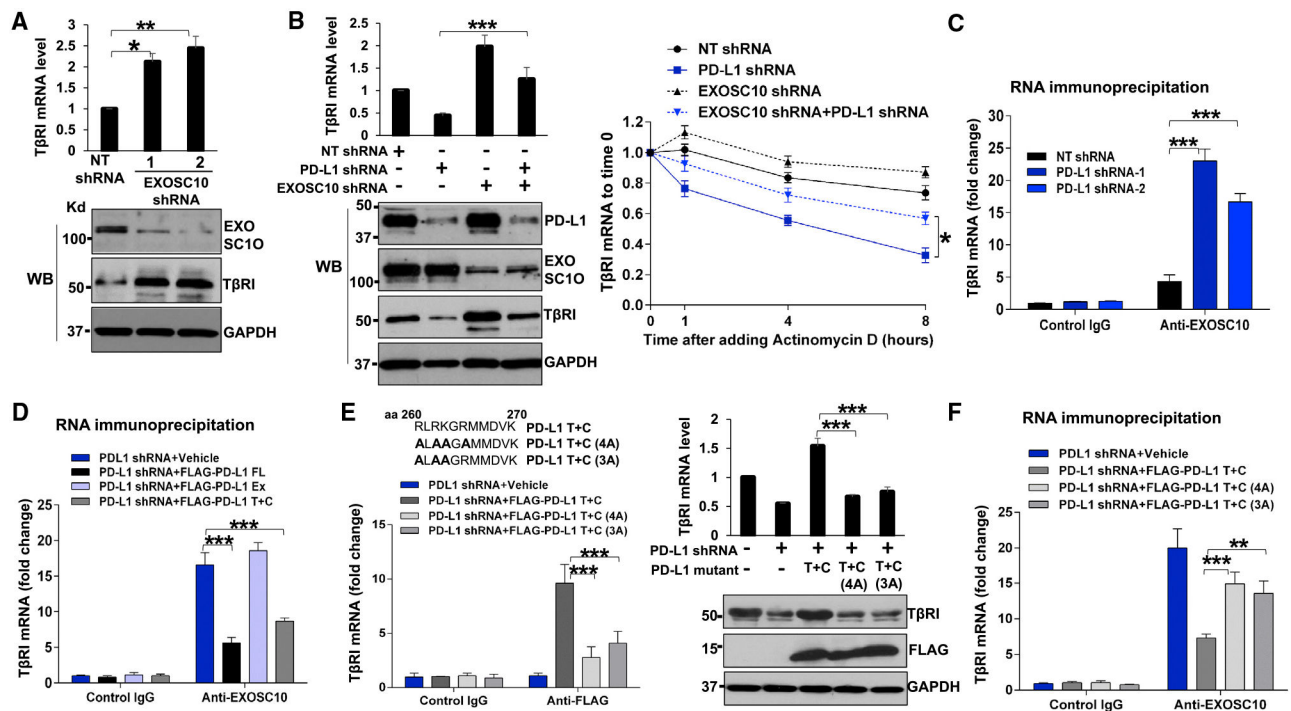 A
TβRI mRNA level
3
2.5
2
1.5
1
0.5
0
*
**
NT
shRNA
1
2
EXOSC10
shRNA
Kd
100
50
37
WB
EXO
SC1O
TβRI
GAPDH
B
TβRI mRNA level
2.5
2
1.5
1
0.5
0
***
NT shRNA + - - -
PD-L1 shRNA - + - +
EXOSC10 shRNA - - + +
50
37
100
50
37
WB
PD-L1
EXO
SC1O
TβRI
GAPDH
NT shRNA
PD-L1 shRNA
EXOSC10 shRNA
EXOSC10 shRNA+PD-L1 shRNA
TβRI mRNA to time 0
1.2
1.0
0.8
0.6
0.4
0.2
0.0
*
0 1 4 8
Time after adding Actinomycin D (hours)
C
RNA immunoprecipitation
NT shRNA
PD-L1 shRNA-1
PD-L1 shRNA-2
TβRI mRNA (fold change)
30
25
20
15
10
5
0
***
***
Control IgG
Anti-EXOSC10
D
RNA immunoprecipitation
PDL1 shRNA+Vehicle
PD-L1 shRNA+FLAG-PD-L1 FL
PD-L1 shRNA+FLAG-PD-L1 Ex
PD-L1 shRNA+FLAG-PD-L1 T+C
TβRI mRNA (fold change)
25
20
15
10
5
0
***
***
Control IgG
Anti-EXOSC10
E
aa 260 270
RLRKGRMMDVK PD-L1 T+C
ALAAGAMMDVK PD-L1 T+C (4A)
ALAAGRMMDVK PD-L1 T+C (3A)
PDL1 shRNA+Vehicle
PD-L1 shRNA+FLAG-PD-L1 T+C
PD-L1 shRNA+FLAG-PD-L1 T+C (4A)
PD-L1 shRNA+FLAG-PD-L1 T+C (3A)
TβRI mRNA (fold change)
15
10
5
0
***
***
Control IgG
Anti-FLAG
TβRI mRNA level
2.0
1.5
1.0
0.5
0.0
***
***
PD-L1 shRNA - + + + +
PD-L1 mutant - - T+C T+C T+C
(4A) (3A)
50
15
37
TβRI
FLAG
GAPDH
F
RNA immunoprecipitation
PDL1 shRNA+Vehicle
PD-L1 shRNA+FLAG-PD-L1 T+C
PD-L1 shRNA+FLAG-PD-L1 T+C (4A)
PD-L1 shRNA+FLAG-PD-L1 T+C (3A)
TβRI mRNA (fold change)
25
20
15
10
5
0
**
***
Control IgG
Anti-EXOSC10